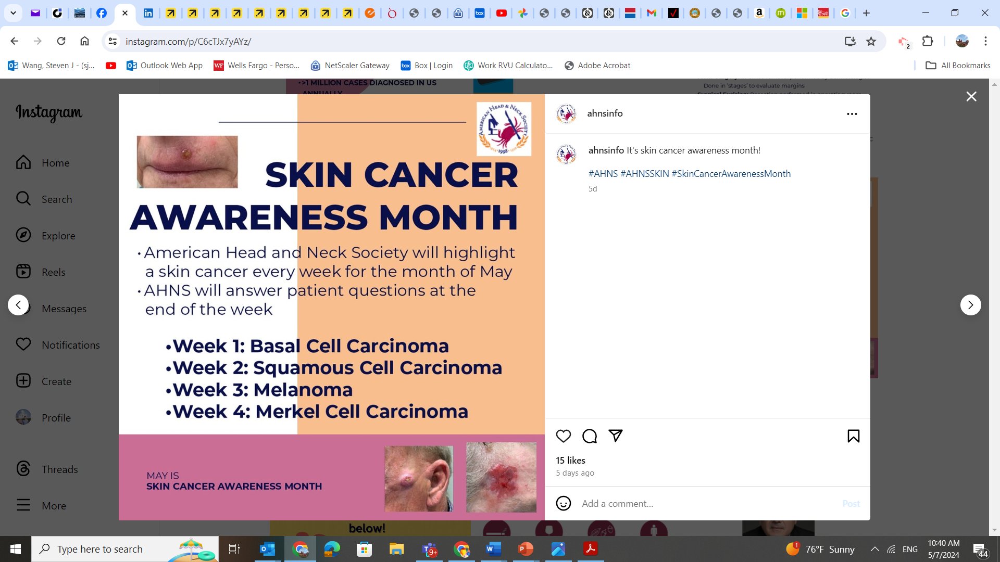 instagram.com/p/C6cTJx7yAYz/
2
Wang, Steven J - (sj...
Outlook Web App
WF
Wells Fargo - Perso...
NetScaler Gateway
box
Box | Login
Work RVU Calculato...
Adobe Acrobat
All Bookmarks
•>1 MILLION CASES DIAGNOSED IN US
ANNUALLY
Done in 'stages' to evaluate margins
Instagram
Home
Search
Explore
Reels
Messages
Notifications
Create
Profile
Threads
More
AMERICAN HEAD & NECK SOCIETY
1998
SKIN CANCER
AWARENESS MONTH
• American Head and Neck Society will highlight
a skin cancer every week for the month of May
• AHNS will answer patient questions at the
end of the week
•Week 1: Basal Cell Carcinoma
•Week 2: Squamous Cell Carcinoma
•Week 3: Melanoma
•Week 4: Merkel Cell Carcinoma
MAY IS
SKIN CANCER AWARENESS MONTH
ahnsinfo
ahnsinfo It's skin cancer awareness month!
#AHNS #AHNSSKIN #SkinCancerAwarenessMonth
5d
15 likes
5 days ago
Add a comment...
Post
below!
Type here to search
9+
1
76°F Sunny
ENG
10:40 AM
5/7/2024
44